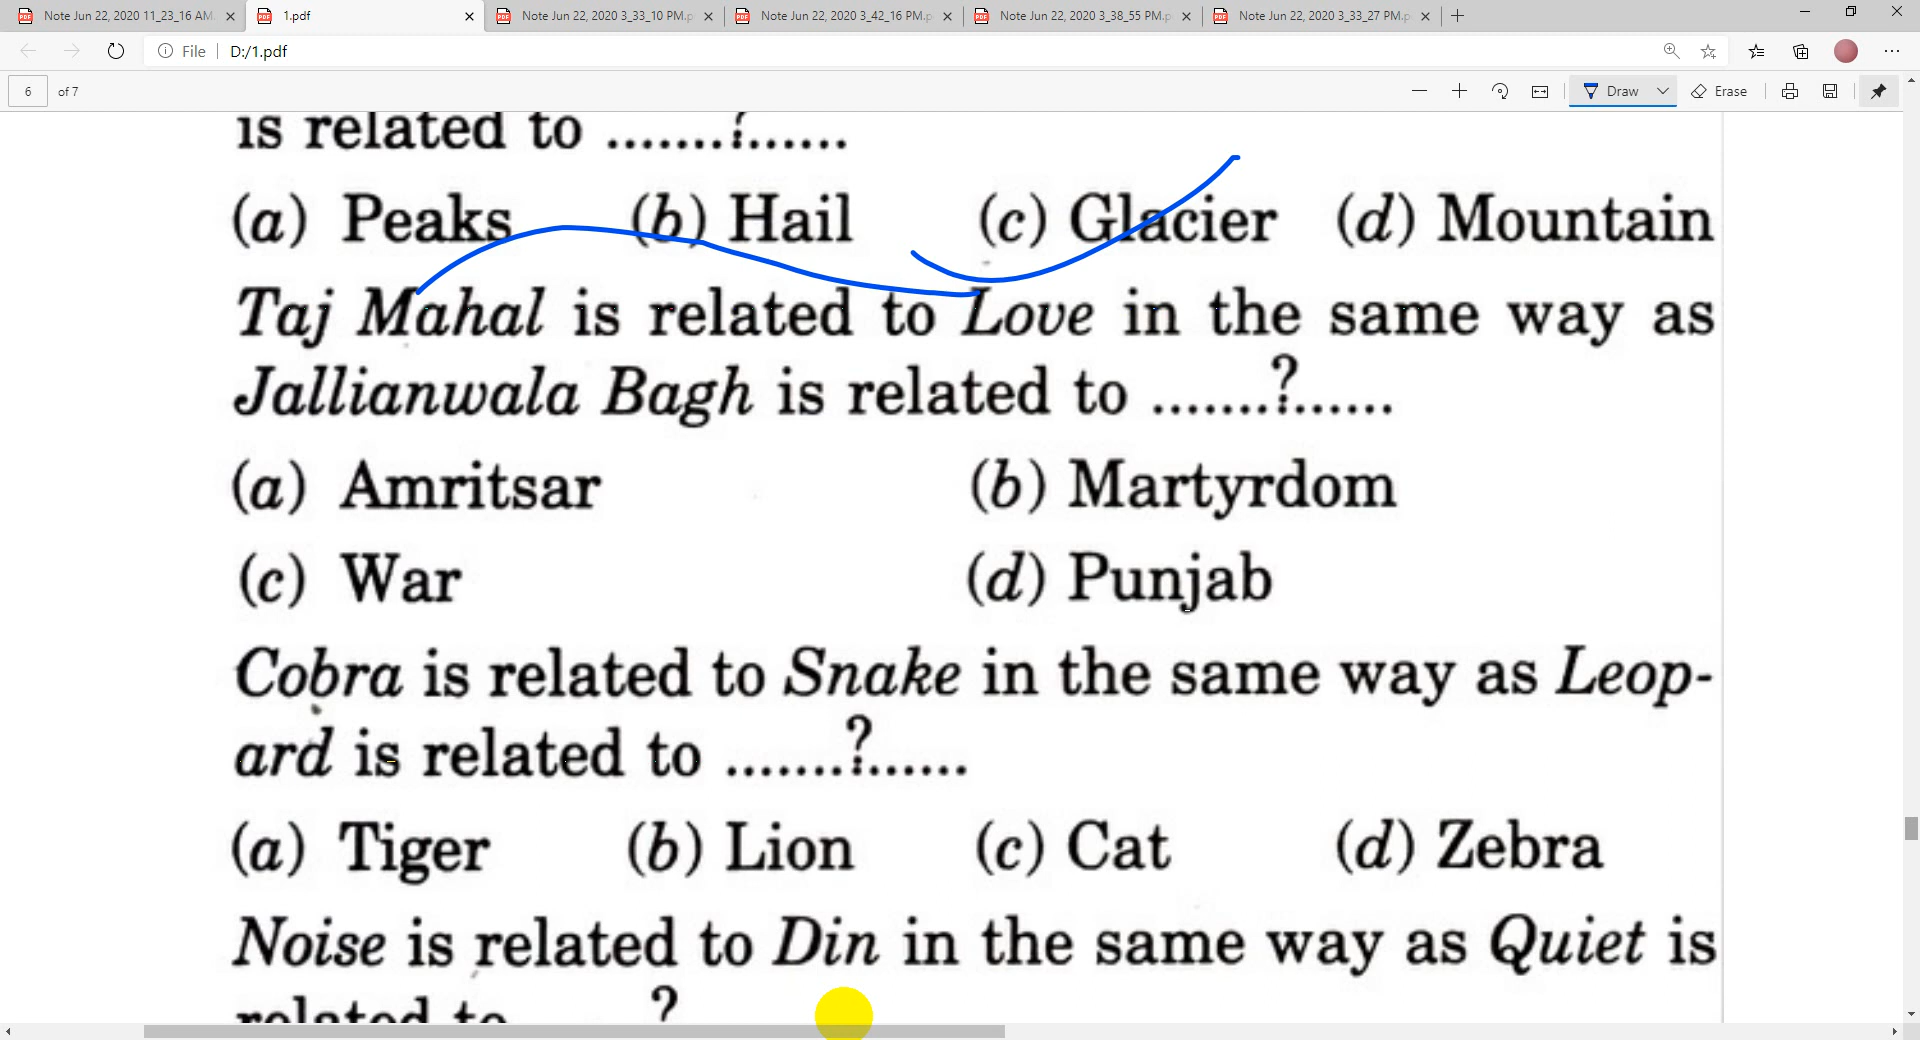 Note Jun 22, 2020 11_23_16 AM.
1.pdf
Note Jun 22, 2020 3_33_10 PM.p
Note Jun 22, 2020 3_42_16 PM.p
Note Jun 22, 2020 3_38_55 PM.p
Note Jun 22, 2020 3_33_27 PM.p
File D:/1.pdf
6 of 7 Draw Erase
is related to .......?......
(a) Peaks (b) Hail (c) Glacier (d) Mountain
Taj Mahal is related to Love in the same way as
Jallianwala Bagh is related to .......?......
(a) Amritsar (b) Martyrdom
(c) War (d) Punjab
Cobra is related to Snake in the same way as Leop-
ard is related to .......?......
(a) Tiger (b) Lion (c) Cat (d) Zebra
Noise is related to Din in the same way as Quiet is
related to ?